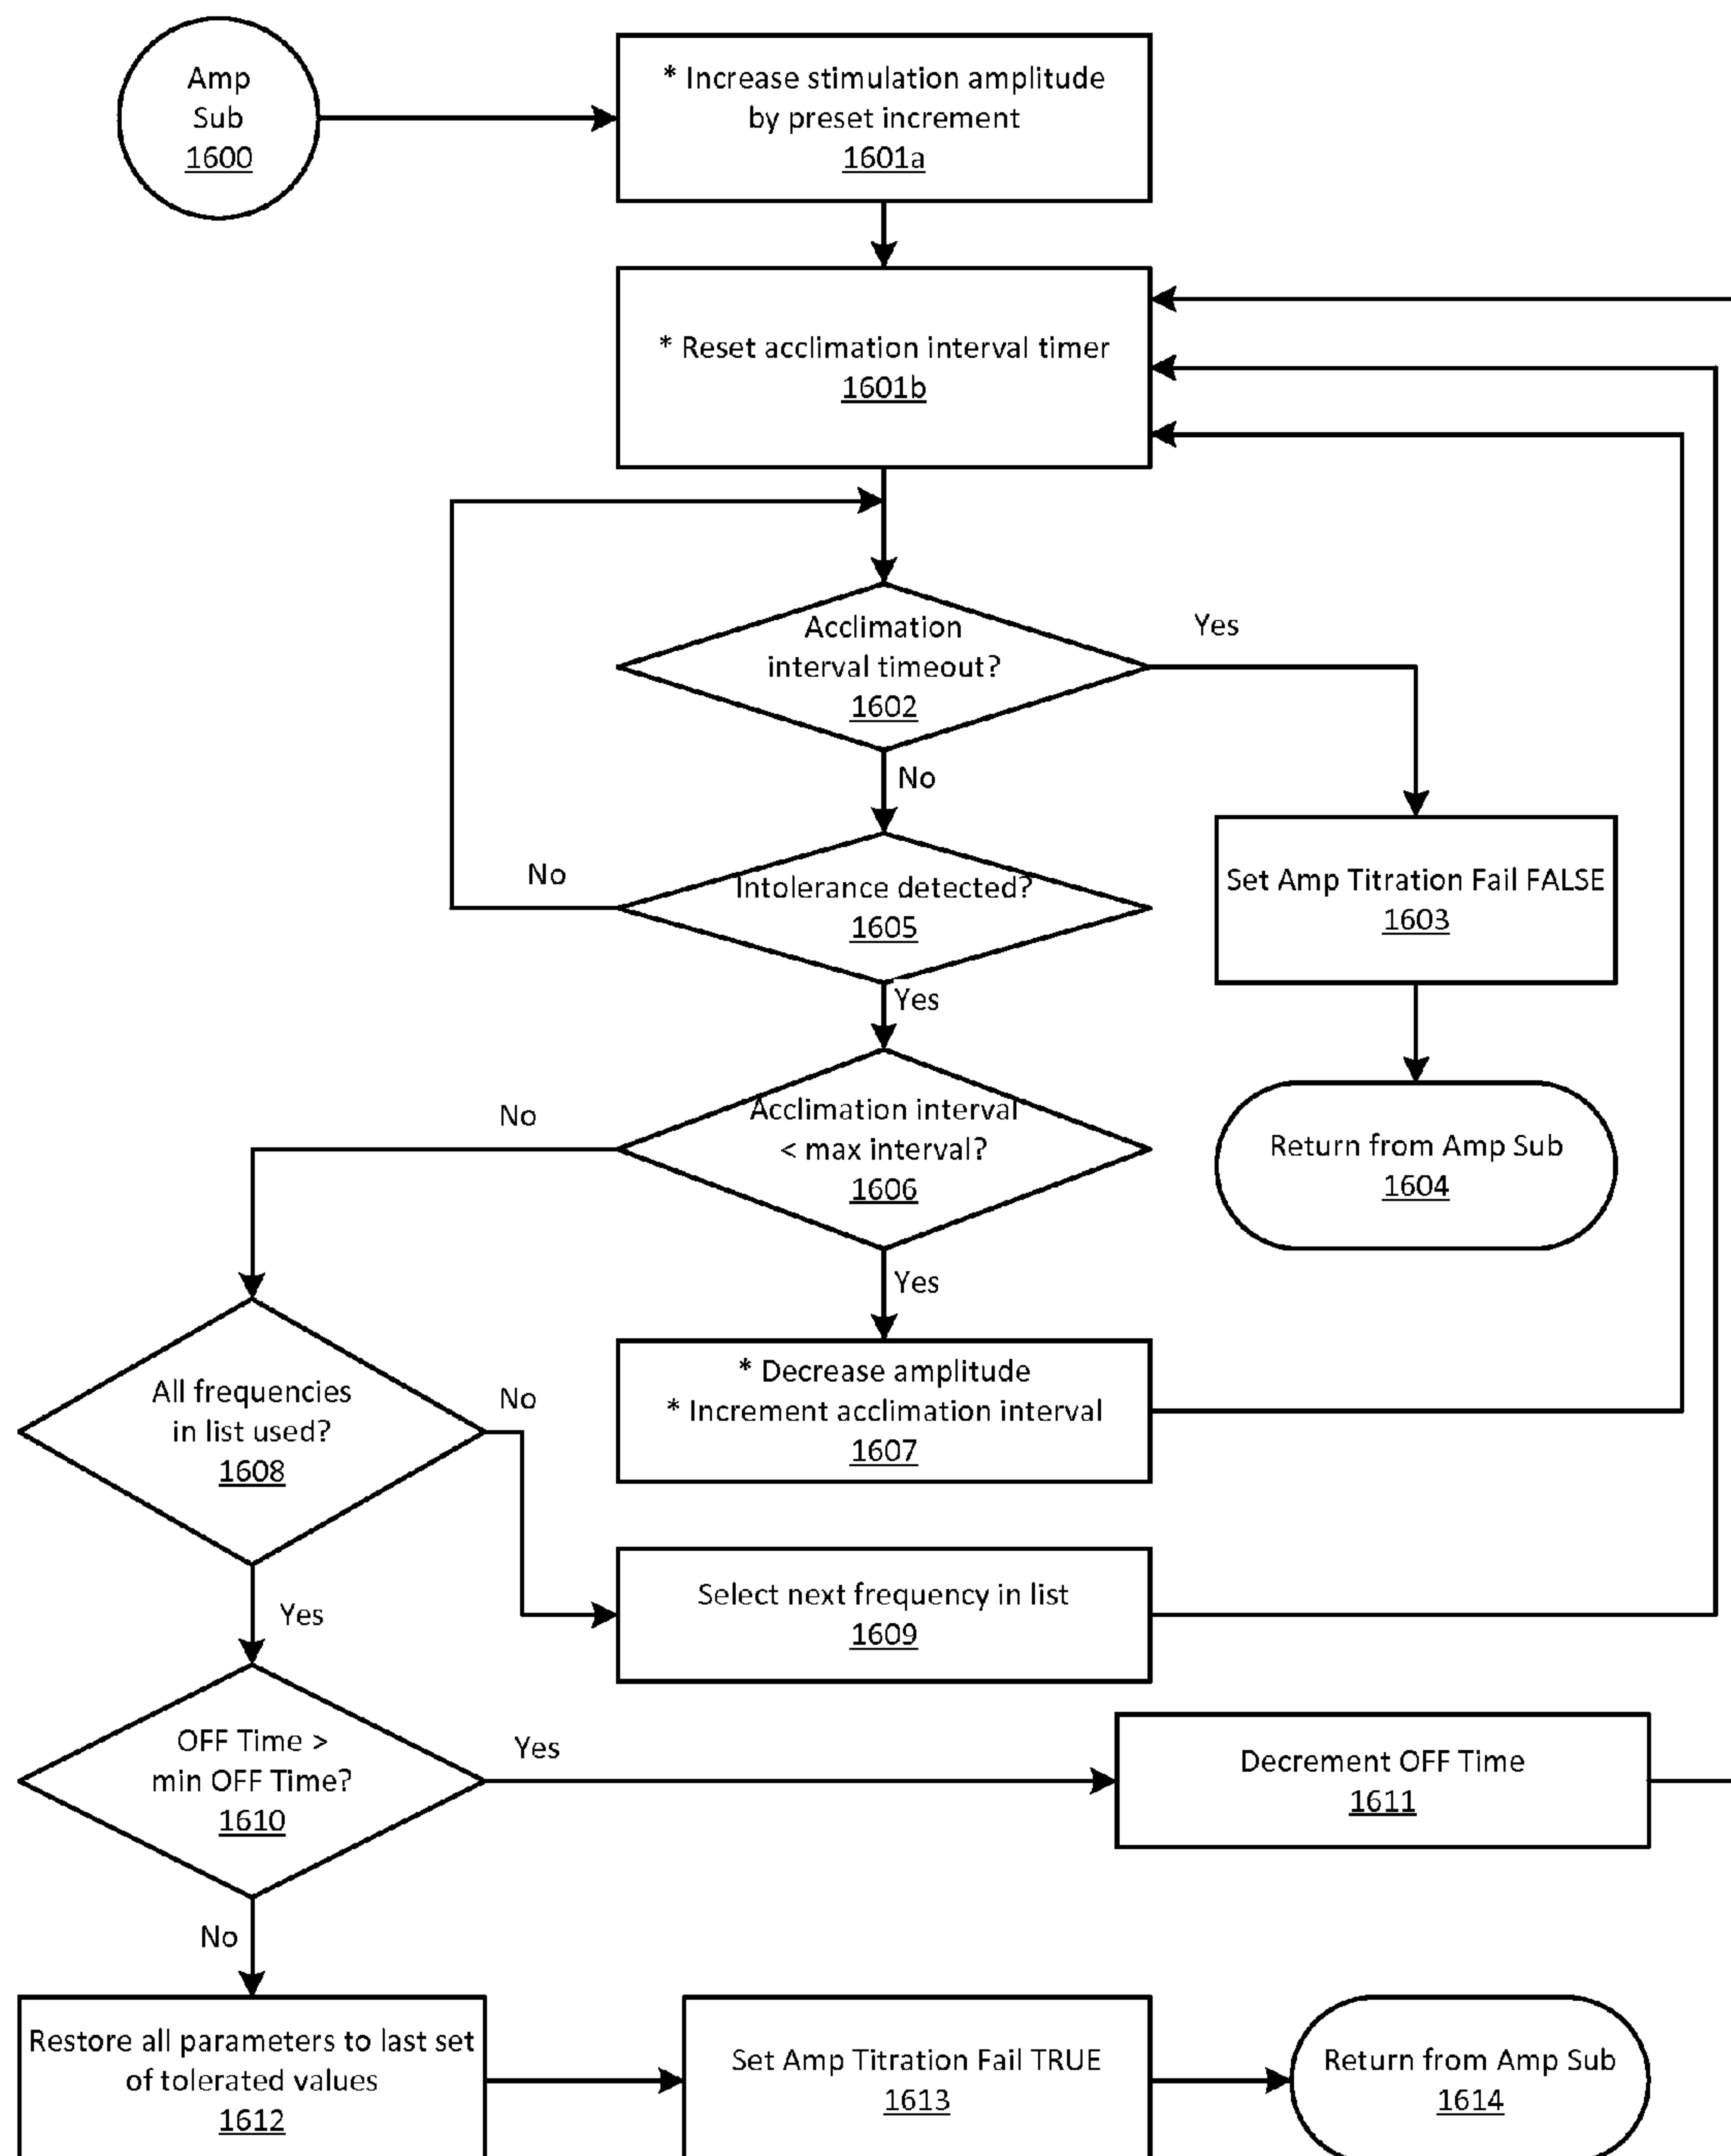 Amp
Sub
1600
* Increase stimulation amplitude
by preset increment
1601a
* Reset acclimation interval timer
1601b
Acclimation
interval timeout?
1602
Yes
No
Intolerance detected?
1605
No
Yes
Set Amp Titration Fail FALSE
1603
Return from Amp Sub
1604
Acclimation interval
< max interval?
1606
No
Yes
* Decrease amplitude
* Increment acclimation interval
1607
All frequencies
in list used?
1608
No
Yes
Select next frequency in list
1609
OFF Time >
min OFF Time?
1610
Yes
No
Decrement OFF Time
1611
Restore all parameters to last set
of tolerated values
1612
Set Amp Titration Fail TRUE
1613
Return from Amp Sub
1614